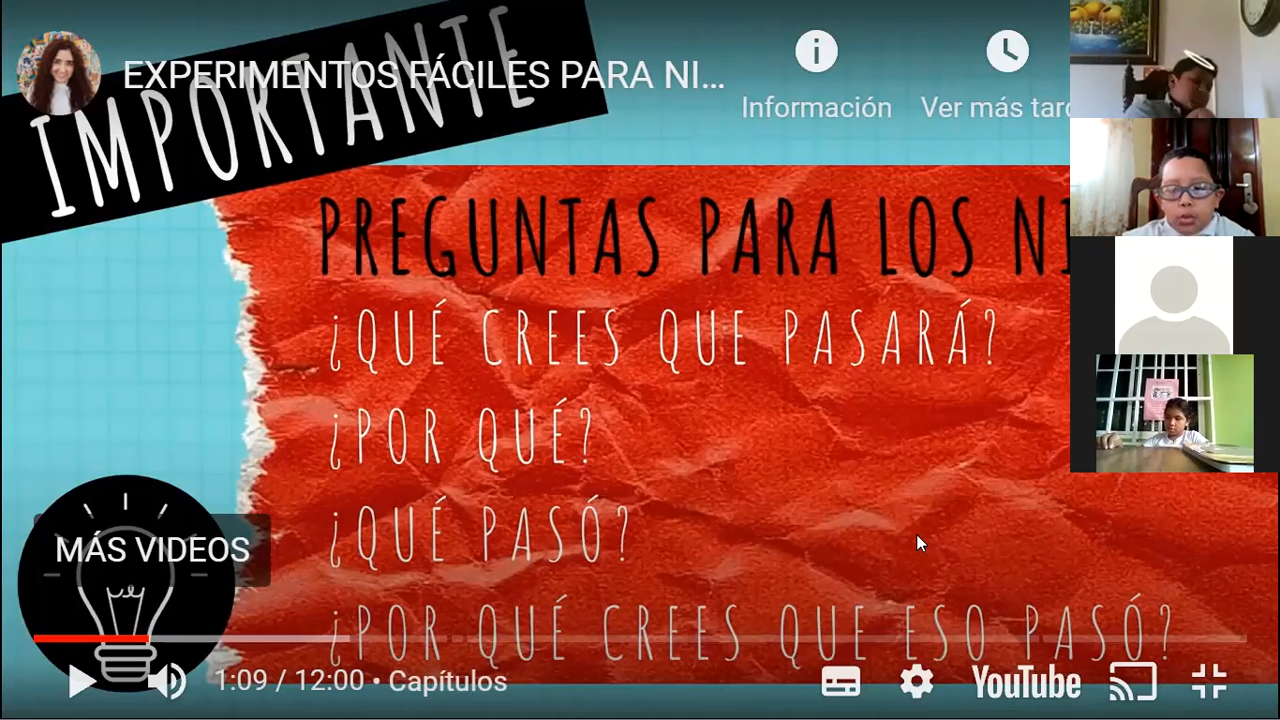 IMPORTANTE
EXPERIMENTOS FÁCILES PARA NI...
Información
Ver más tard
PREGUNTAS PARA LOS NI
¿QUÉ CREES QUE PASARÁ?
¿POR QUÉ?
¿QUÉ PASÓ?
¿POR QUÉ CREES QUE ESO PASÓ?
MÁS VIDEOS
1:09 / 12:00 • Capítulos
YouTube